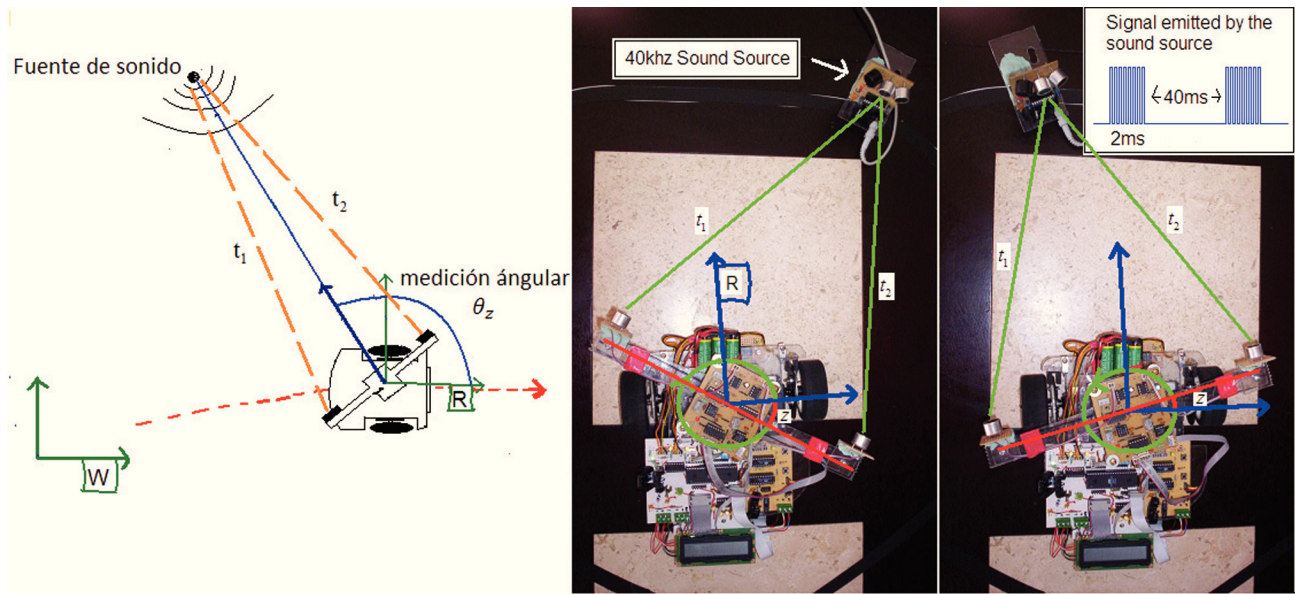 Fuente de sonido
t2
t1
medición ángular
θz
R
W
40khz Sound Source
t1
R
t2
z
Signal emitted by the
sound source
40ms
2ms
t1
t2
z